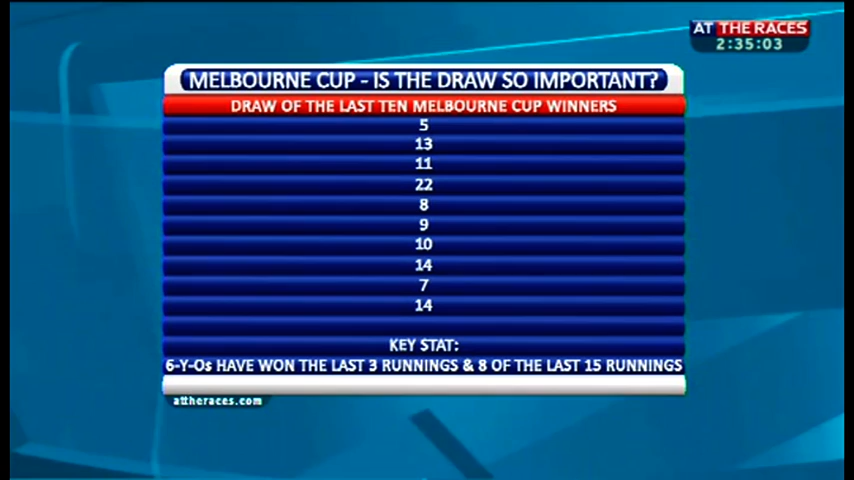 AT THE RACES
2:35:03
MELBOURNE CUP - IS THE DRAW SO IMPORTANT?
DRAW OF THE LAST TEN MELBOURNE CUP WINNERS
5
13
11
22
8
9
10
14
7
14
KEY STAT:
6-Y-Os HAVE WON THE LAST 3 RUNNINGS & 8 OF THE LAST 15 RUNNINGS
attheraces.com